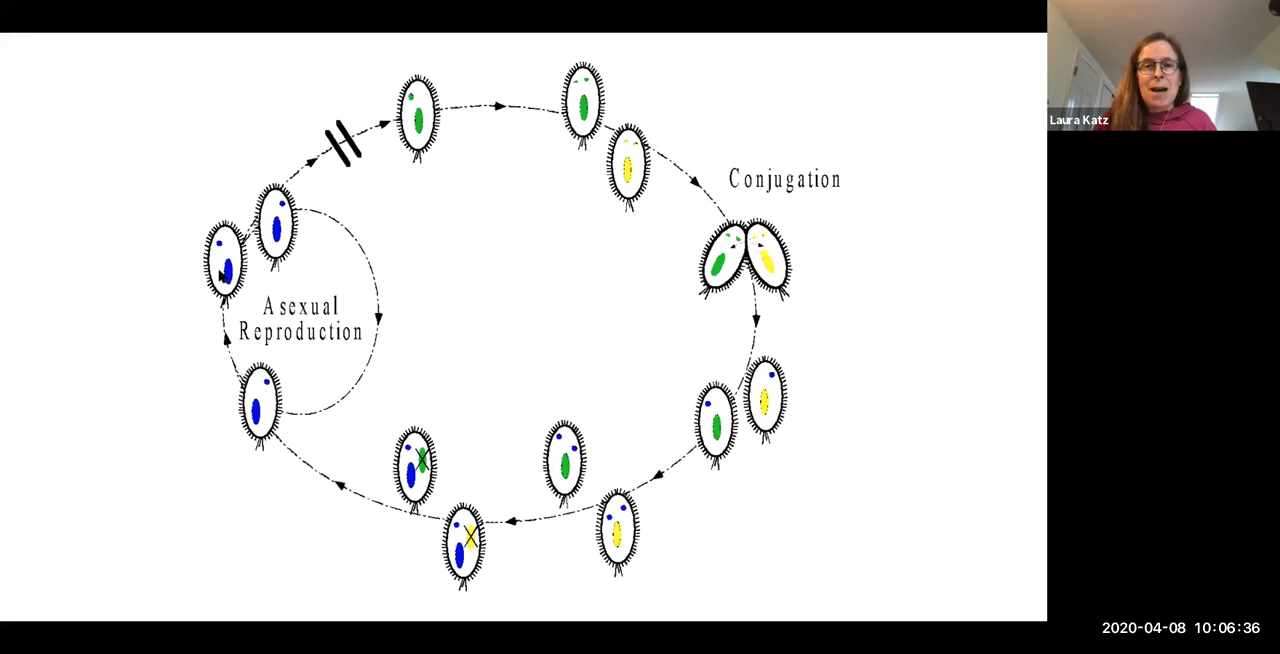 Laura Katz
Conjugation
Asexual
Reproduction
2020-04-08 10:06:36